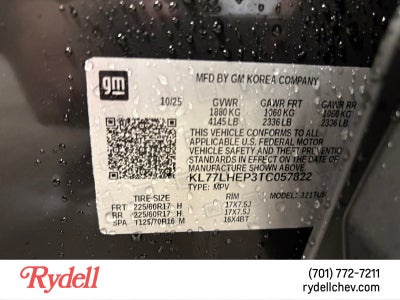 gm
MFD BY GM KOREA COMPANY
10/25 GVWR GAWR FRT GAWR RR
1880 KG 1060 KG 1060 KG
4145 LB 2336 LB 2336 LB
THIS VEHICLE CONFORMS TO ALL
APPLICABLE U.S. FEDERAL MOTOR
VEHICLE SAFETY AND THEFT PREVENTION
STANDARDS IN EFFECT ON THE DATE OF
MANUFACTURE SHOWN ABOVE.
KL77LHEP3TC057822
TYPE: MPV MODEL:
TIRE SIZE RIM
FRT 225/60R17 H 17X7.5J
RR 225/60R17 H 17X7.5J
SPA T125/70R16 M 16X4BT
Rydell
(701) 772-7211
rydellchev.com